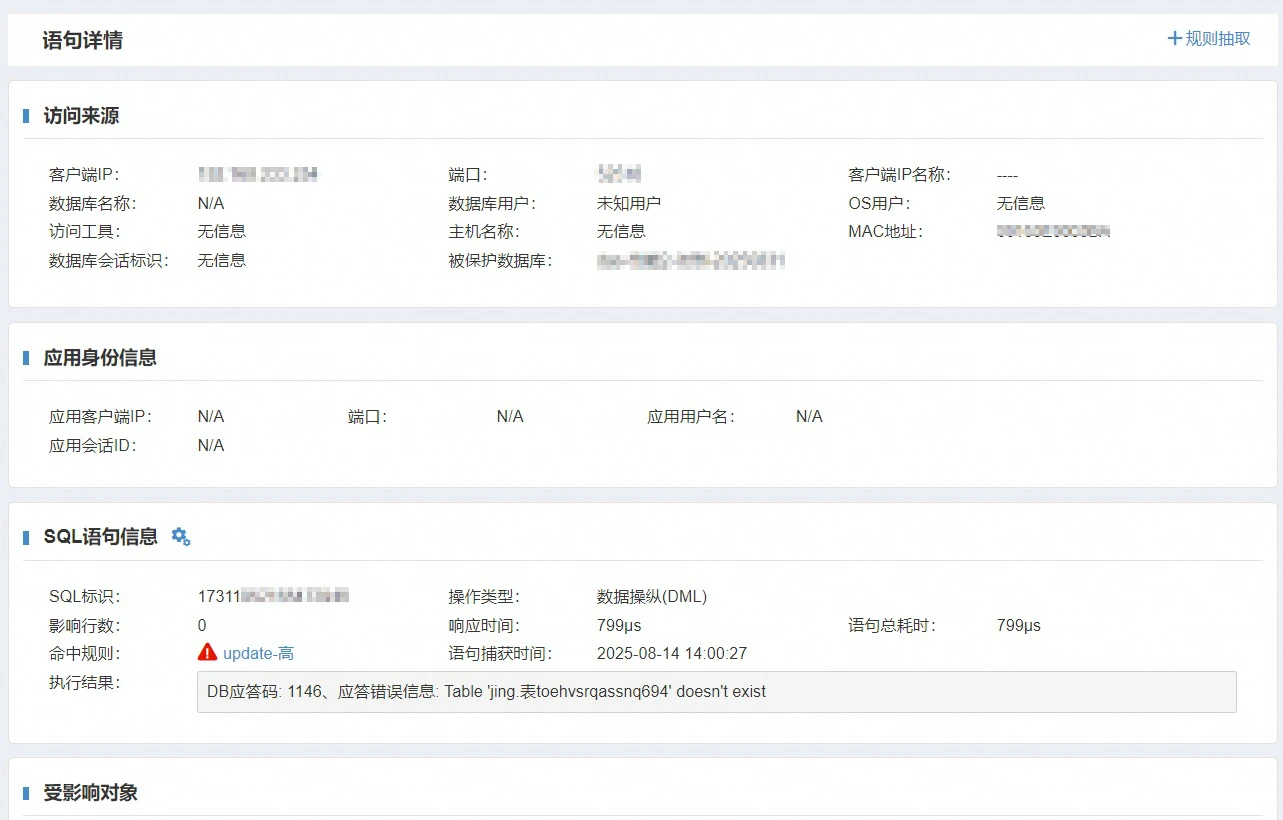 语句详情
+规则抽取
访问来源
客户端IP： 端口： 客户端IP名称： ----
数据库名称： N/A 数据库用户： 未知用户 OS用户： 无信息
访问工具： 无信息 主机名称： 无信息 MAC地址：
数据库会话标识： 无信息 被保护数据库：
应用身份信息
应用客户端IP： N/A 端口： N/A 应用用户名： N/A
应用会话ID： N/A
SQL语句信息
SQL标识： 17311 操作类型： 数据操纵(DML)
影响行数： 0 响应时间： 799μs 语句总耗时： 799μs
命中规则： update-高 语句捕获时间： 2025-08-14 14:00:27
执行结果： DB应答码: 1146、应答错误信息: Table 'jing.表toehvsrqassnq694' doesn't exist
受影响对象